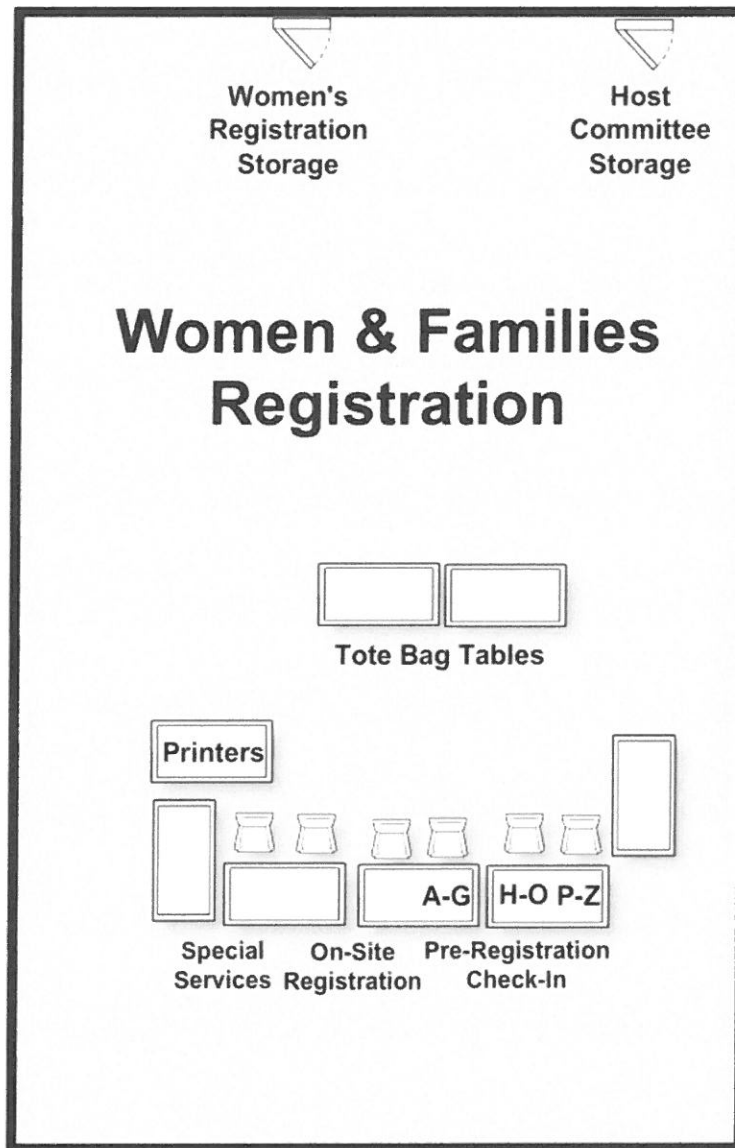 Women's
Registration
Storage
Host
Committee
Storage
Women & Families
Registration
Tote Bag Tables
Printers
A-G
H-O P-Z
Special
Services
On-Site
Registration
Pre-Registration
Check-In